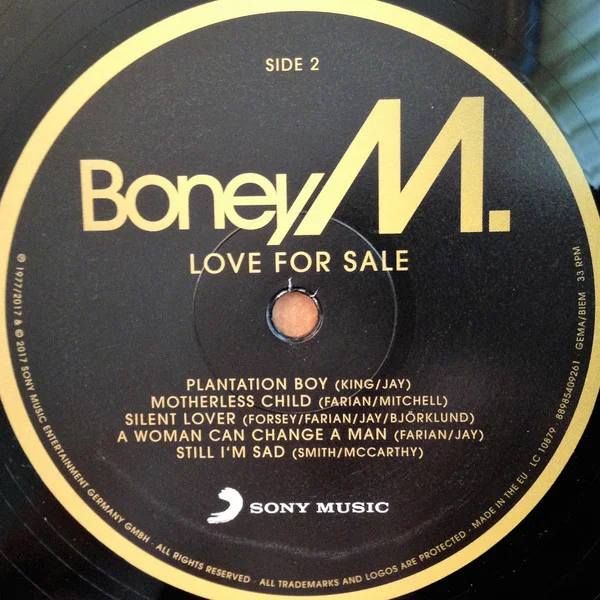 SIDE 2
Boney M.
LOVE FOR SALE
PLANTATION BOY (KING/JAY)
MOTHERLESS CHILD (FARIAN/MITCHELL)
SILENT LOVER (FORSEY/FARIAN/JAY/BJÖRKLUND)
A WOMAN CAN CHANGE A MAN (FARIAN/JAY)
STILL I'M SAD (SMITH/MCCARTHY)
SONY MUSIC
℗ 1977/2017 & © 2017 SONY MUSIC ENTERTAINMENT GERMANY GMBH · ALL RIGHTS RESERVED · ALL TRADEMARKS AND LOGOS ARE PROTECTED · MADE IN THE EU · LC 10879 · 88985409261 · GEMA/BIEM 33 RPM